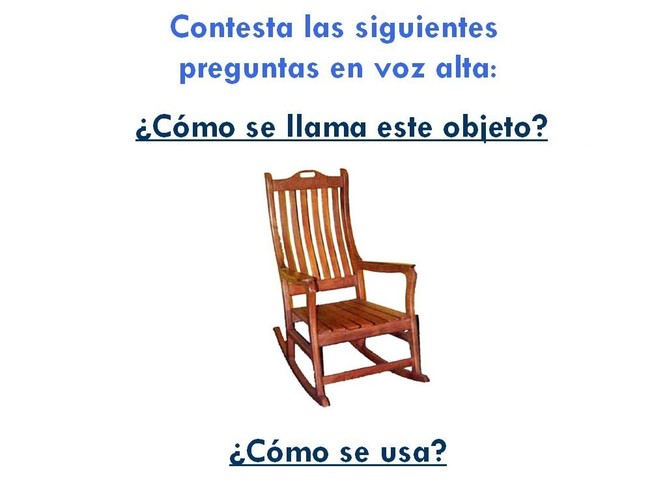 Contesta las siguientes
preguntas en voz alta:
¿Cómo se llama este objeto?
¿Cómo se usa?